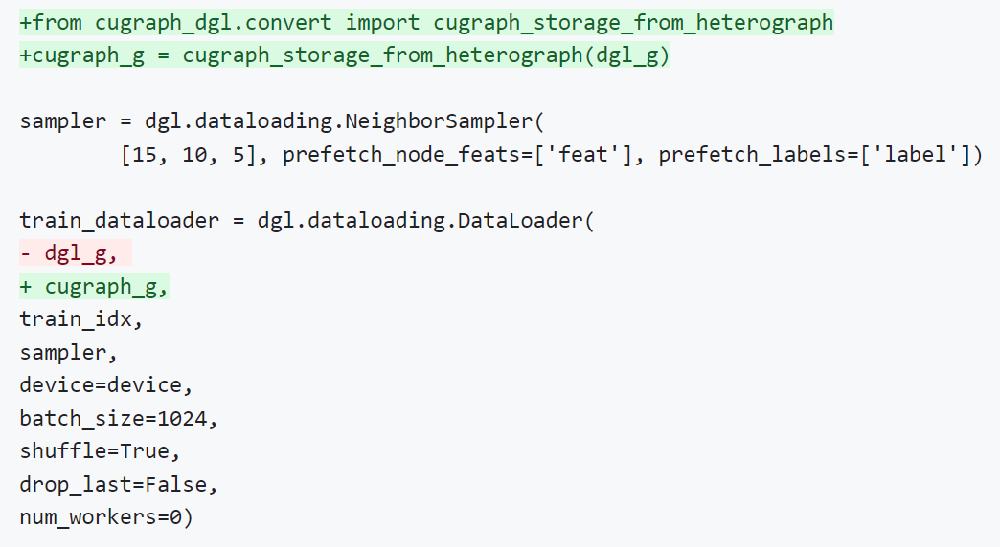 +from cugraph_dgl.convert import cugraph_storage_from_heterograph
+cugraph_g = cugraph_storage_from_heterograph(dgl_g)

sampler = dgl.dataloading.NeighborSampler(
        [15, 10, 5], prefetch_node_feats=['feat'], prefetch_labels=['label'])

train_dataloader = dgl.dataloading.DataLoader(
- dgl_g,
+ cugraph_g,
train_idx,
sampler,
device=device,
batch_size=1024,
shuffle=True,
drop_last=False,
num_workers=0)